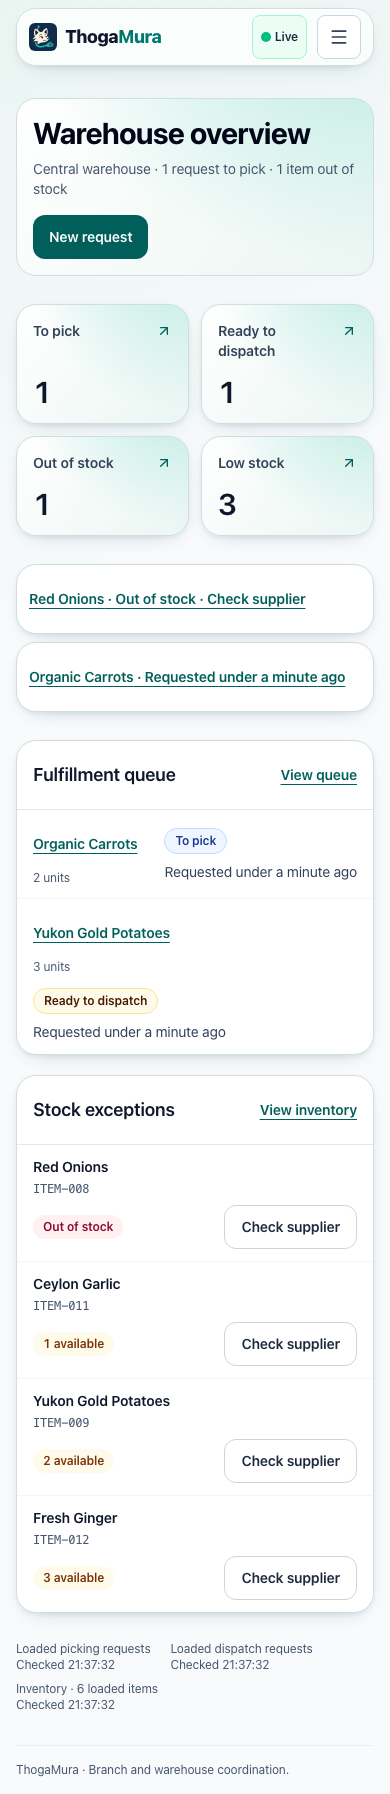 ThogaMura
Live
Warehouse overview
Central warehouse · 1 request to pick · 1 item out of
stock
New request
To pick
1
Ready to
dispatch
1
Out of stock
1
Low stock
3
Red Onions · Out of stock · Check supplier
Organic Carrots · Requested under a minute ago
Fulfillment queue
View queue
Organic Carrots
2 units
To pick
Requested under a minute ago
Yukon Gold Potatoes
3 units
Ready to dispatch
Requested under a minute ago
Stock exceptions
View inventory
Red Onions
ITEM-008
Out of stock
Check supplier
Ceylon Garlic
ITEM-011
1 available
Check supplier
Yukon Gold Potatoes
ITEM-009
2 available
Check supplier
Fresh Ginger
ITEM-012
3 available
Check supplier
Loaded picking requests
Checked 21:37:32
Loaded dispatch requests
Checked 21:37:32
Inventory · 6 loaded items
Checked 21:37:32
ThogaMura · Branch and warehouse coordination.